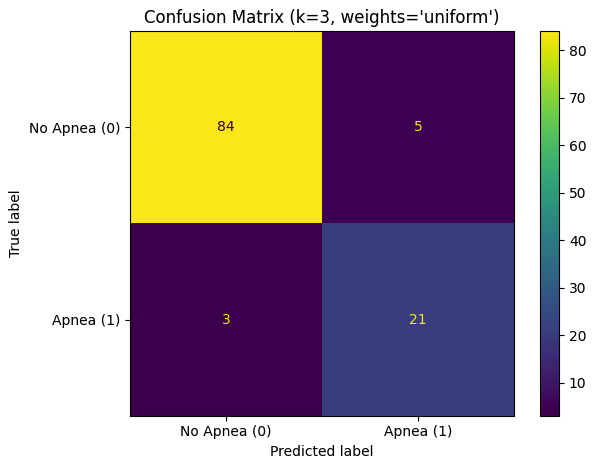 Confusion Matrix (k=3, weights='uniform')
True label
No Apnea (0)
84
5
Apnea (1)
3
21
No Apnea (0)
Apnea (1)
Predicted label
80
70
60
50
40
30
20
10